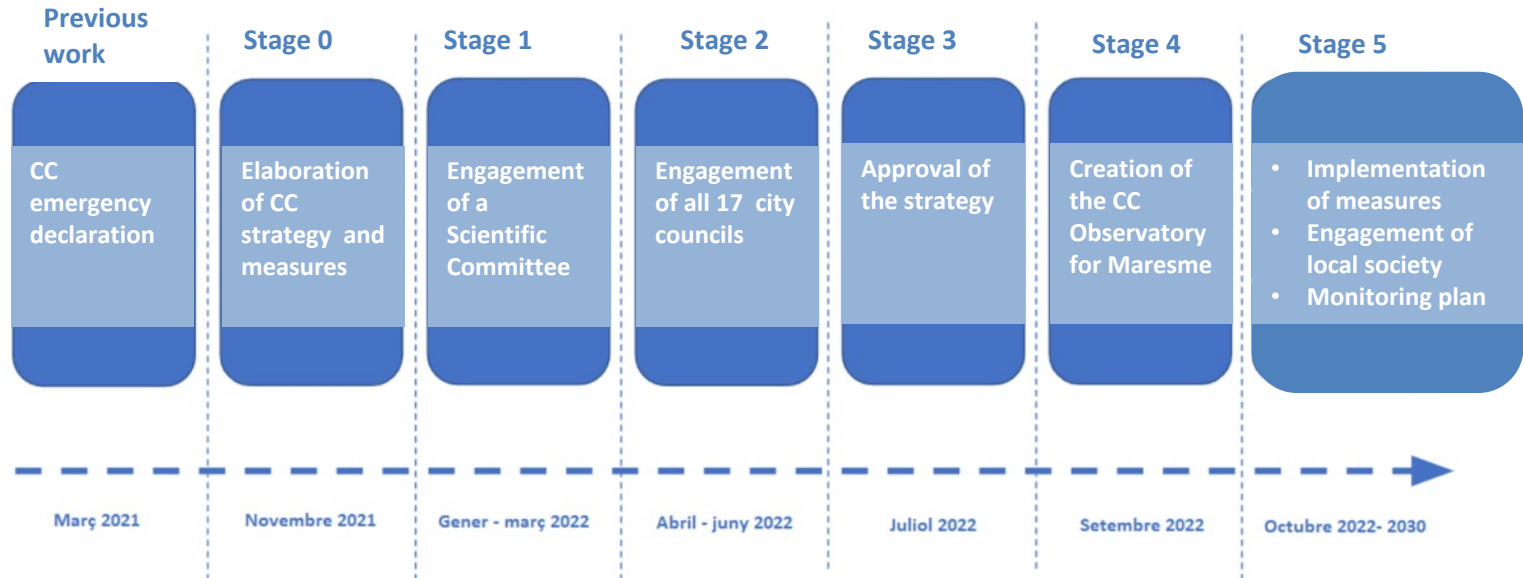 Previous
work
Stage 0
Stage 1
Stage 2
Stage 3
Stage 4
Stage 5
CC
emergency
declaration
Elaboration
of CC
strategy and
measures
Engagement
of a
Scientific
Committee
Engagement
of all 17 city
councils
Approval of
the strategy
Creation of
the CC
Observatory
for Maresme
• Implementation
of measures
• Engagement of
local society
• Monitoring plan
Març 2021
Novembre 2021
Gener - març 2022
Abril - juny 2022
Juliol 2022
Setembre 2022
Octubre 2022- 2030